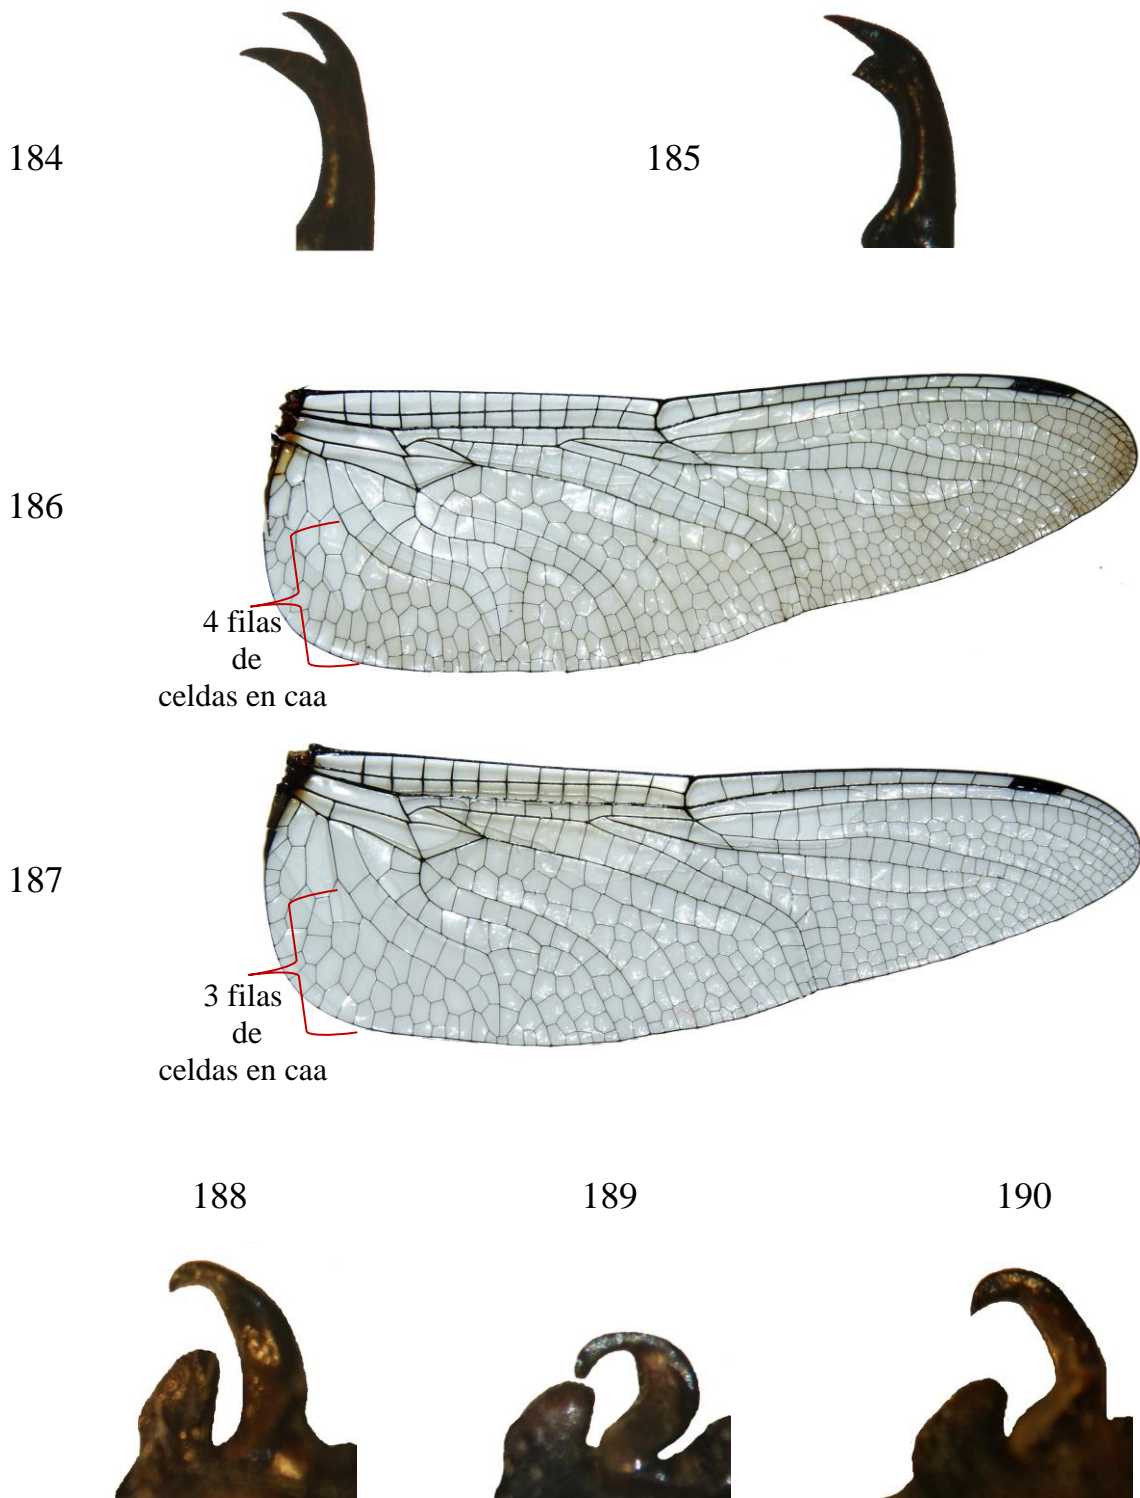 184
185
186
4 filas
de
celdas en caa
187
3 filas
de
celdas en caa
188
189
190